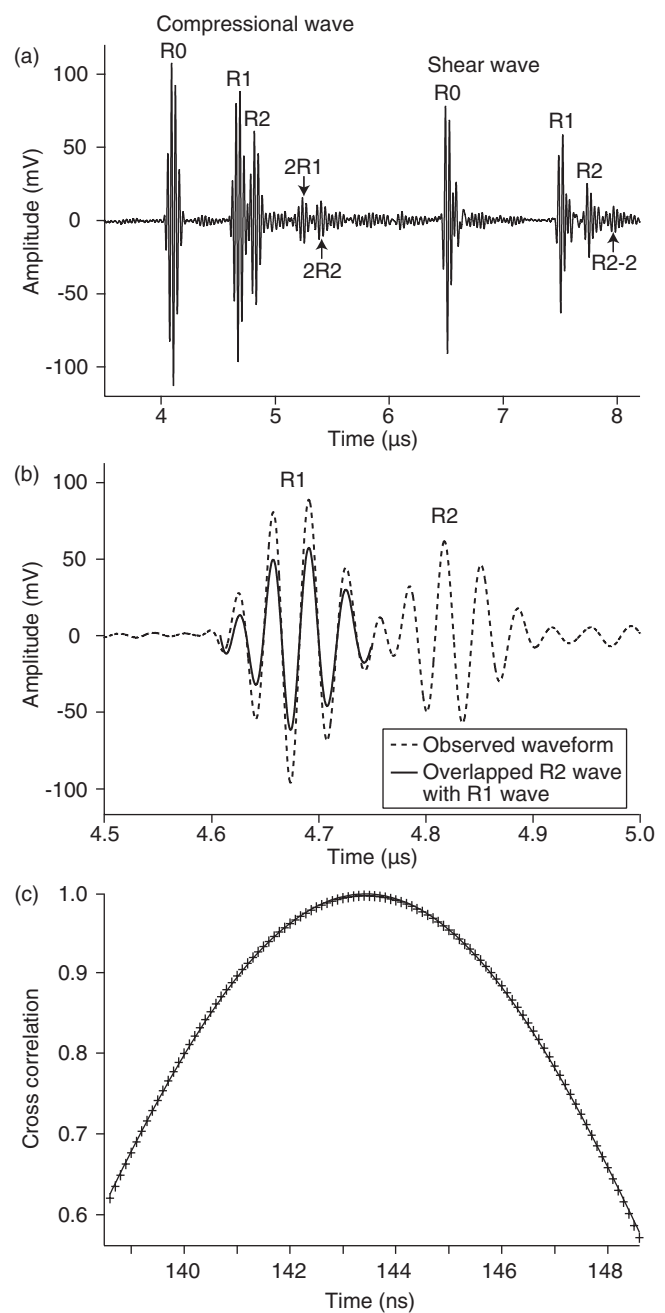 Compressional wave
(a)
R0
R1
R2
2R1
2R2
Shear wave
R0
R1
R2
R2-2
Amplitude (mV)
100
50
0
-50
-100
4 5 6 7 8
Time (μs)
(b)
R1
R2
Amplitude (mV)
100
50
0
-50
-100
Observed waveform
Overlapped R2 wave
with R1 wave
4.5 4.6 4.7 4.8 4.9 5.0
Time (μs)
(c)
Cross correlation
1.0
0.9
0.8
0.7
0.6
140 142 144 146 148
Time (ns)